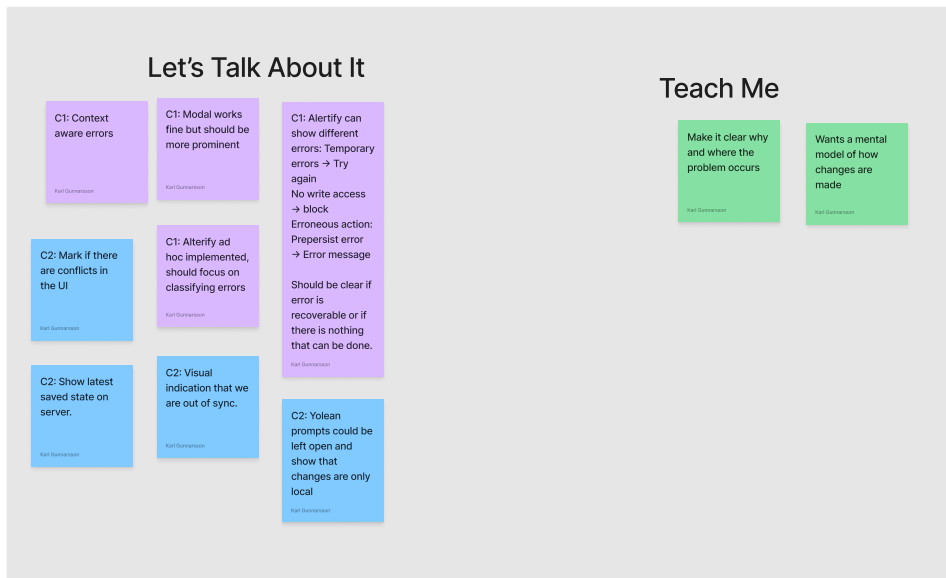 Let's Talk About It
C1: Context
aware errors
Karl Gunnarsson
C1: Modal works
fine but should be
more prominent
Karl Gunnarsson
C1: Alertify can
show different
errors: Temporary
errors → Try
again
No write access
→ block
Erroneous action:
Prepersist error
→ Error message
Should be clear if
error is
recoverable or if
there is nothing
that can be done.
Karl Gunnarsson
C2: Mark if there
are conflicts in
the UI
Karl Gunnarsson
C1: Alterify ad
hoc implemented,
should focus on
classifying errors
Karl Gunnarsson
C2: Show latest
saved state on
server.
Karl Gunnarsson
C2: Visual
indication that we
are out of sync.
Karl Gunnarsson
C2: Yolean
prompts could be
left open and
show that
changes are only
local
Karl Gunnarsson
Teach Me
Make it clear why
and where the
problem occurs
Karl Gunnarsson
Wants a mental
model of how
changes are
made
Karl Gunnarsson